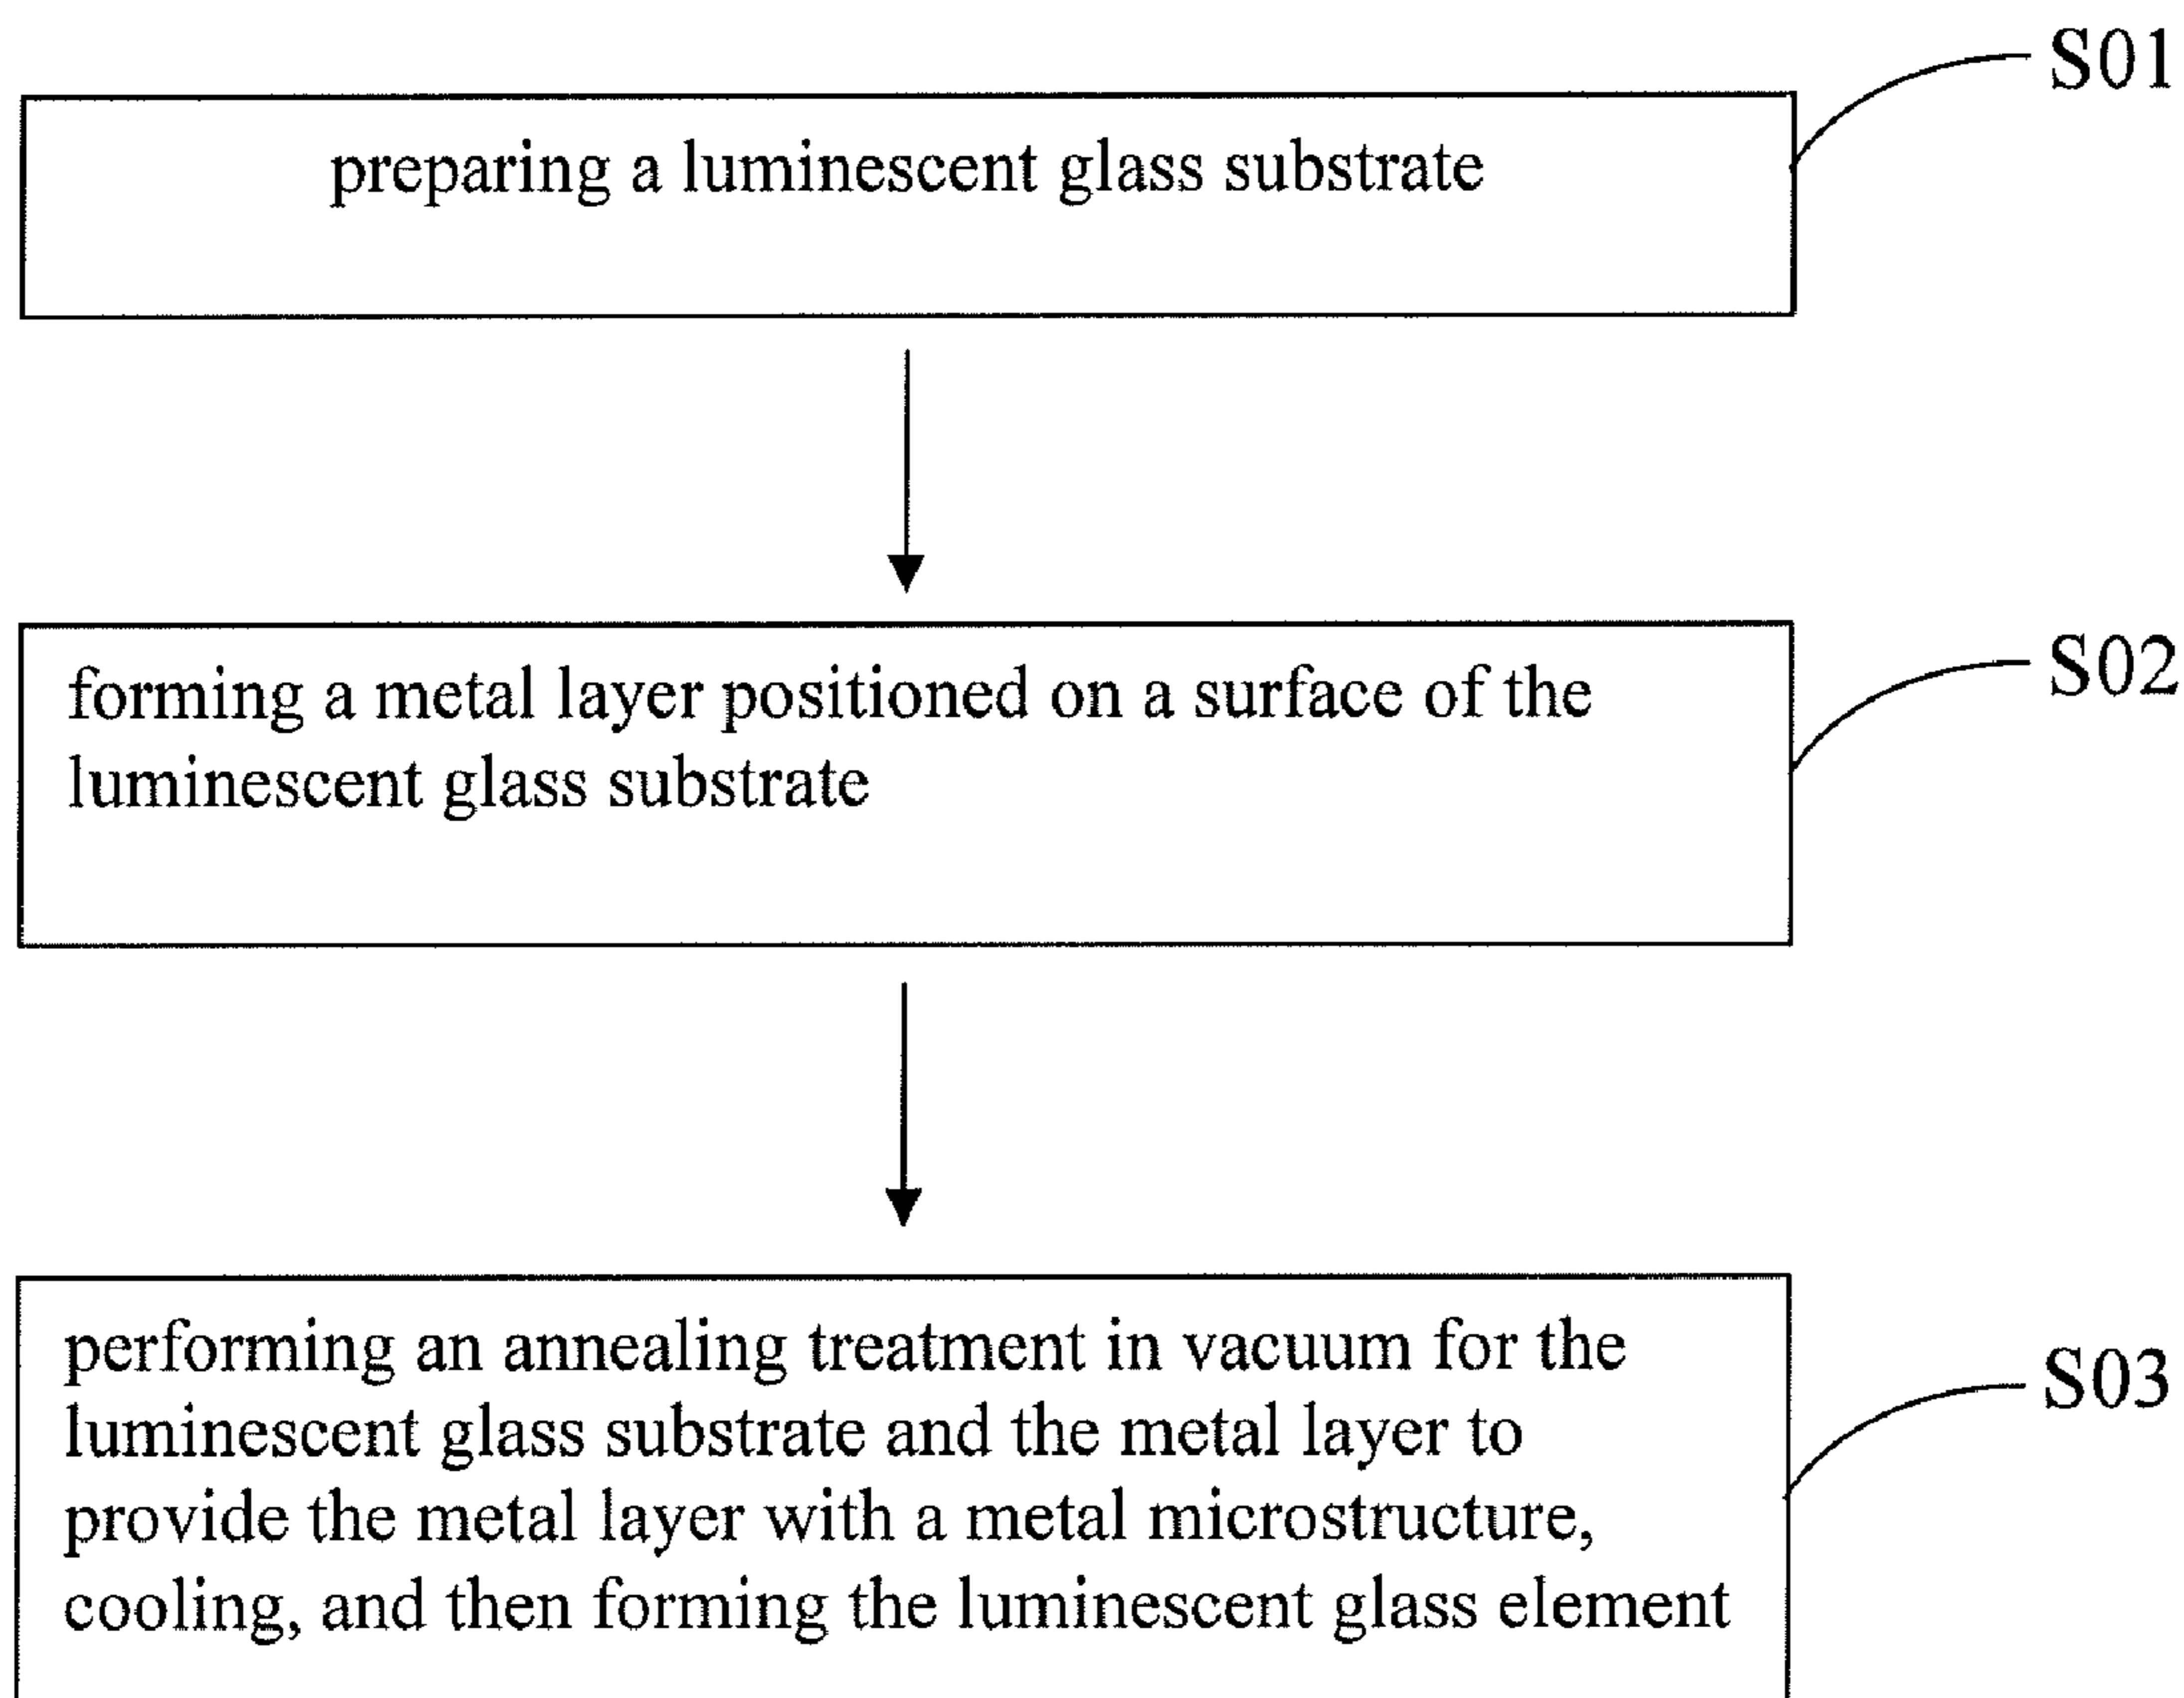 S01
preparing a luminescent glass substrate
S02
forming a metal layer positioned on a surface of the
luminescent glass substrate
S03
performing an annealing treatment in vacuum for the
luminescent glass substrate and the metal layer to
provide the metal layer with a metal microstructure,
cooling, and then forming the luminescent glass element